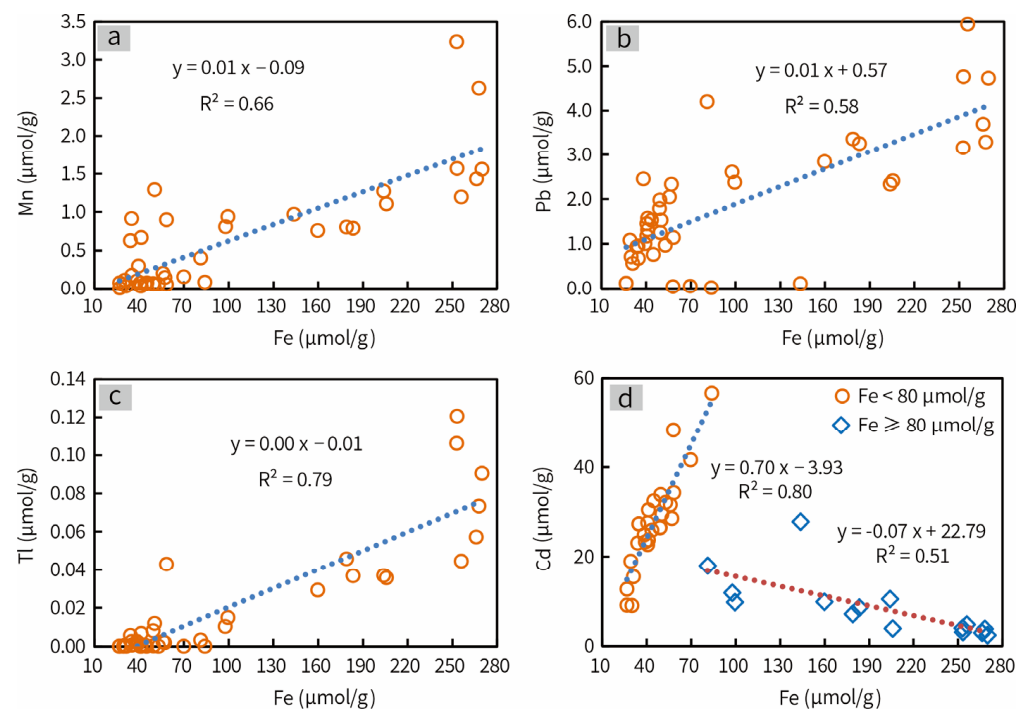 a
y = 0.01 x − 0.09
R² = 0.66
Mn (μmol/g)
3.5
3.0
2.5
2.0
1.5
1.0
0.5
0.0
10 40 70 100 130 160 190 220 250 280
Fe (μmol/g)
b
y = 0.01 x + 0.57
R² = 0.58
Pb (μmol/g)
6.0
5.0
4.0
3.0
2.0
1.0
0.0
10 40 70 100 130 160 190 220 250 280
Fe (μmol/g)
c
y = 0.00 x − 0.01
R² = 0.79
Tl (μmol/g)
0.14
0.12
0.10
0.08
0.06
0.04
0.02
0.00
10 40 70 100 130 160 190 220 250 280
Fe (μmol/g)
d
Fe < 80 μmol/g
Fe ⩾ 80 μmol/g
y = 0.70 x − 3.93
R² = 0.80
y = -0.07 x + 22.79
R² = 0.51
Cd (μmol/g)
60
40
20
0
10 40 70 100 130 160 190 220 250 280
Fe (μmol/g)